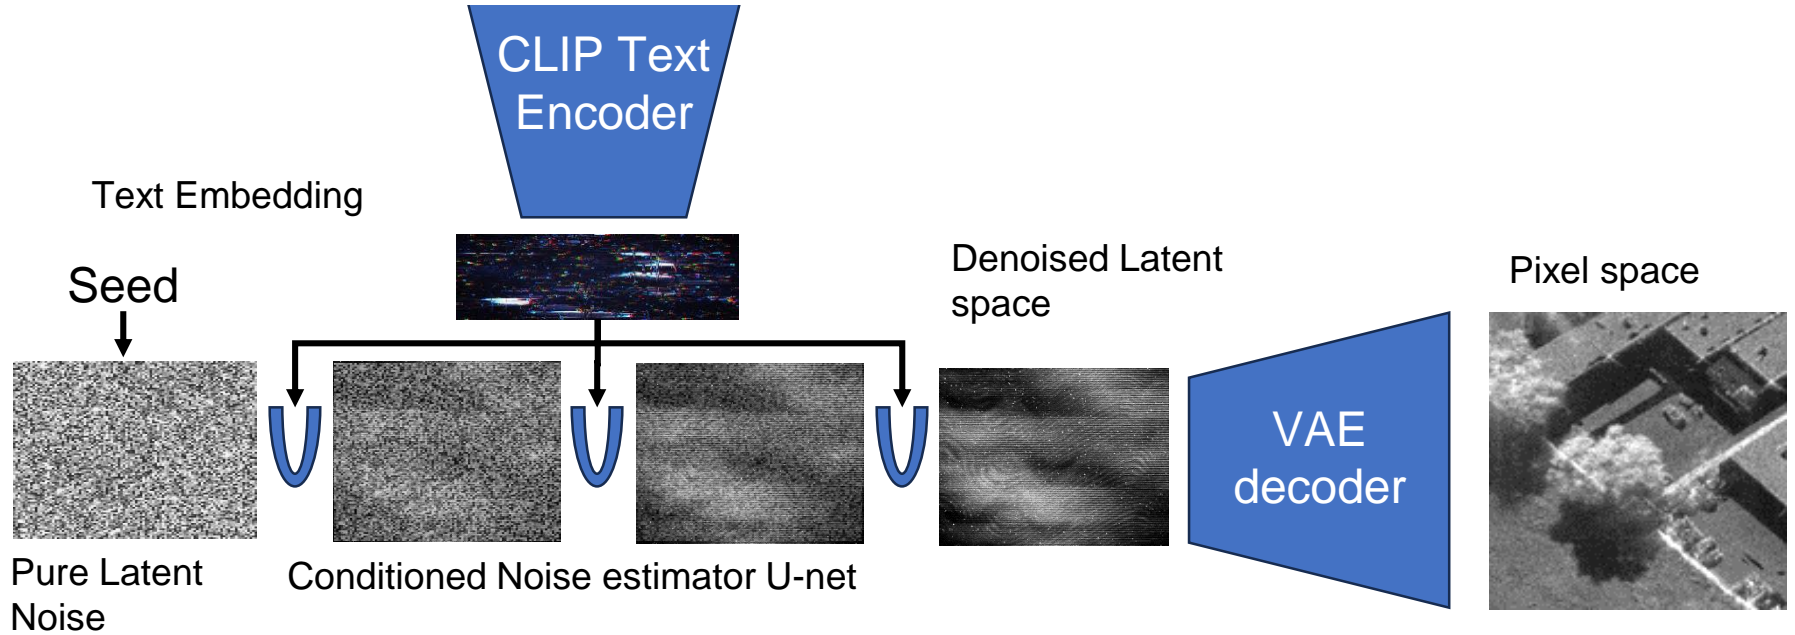 CLIP Text
Encoder
Text Embedding
Seed
Denoised Latent
space
Pixel space
VAE
decoder
Pure Latent
Noise
Conditioned Noise estimator U-net